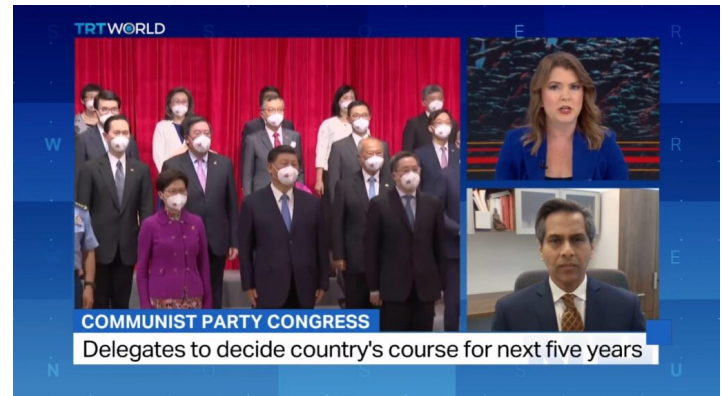 TRTWORLD
COMMUNIST PARTY CONGRESS
Delegates to decide country's course for next five years